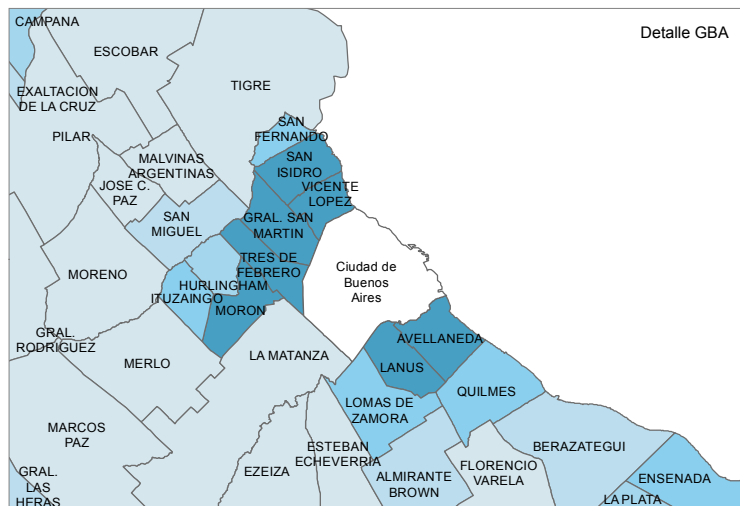 CAMPANA
Detalle GBA
ESCOBAR
TIGRE
EXALTACION
DE LA CRUZ
SAN
FERNANDO
PILAR
MALVINAS
ARGENTINAS
SAN
ISIDRO
JOSE C.
PAZ
VICENTE
LOPEZ
SAN
MIGUEL
GRAL. SAN
MARTIN
TRES DE
FEBRERO
Ciudad de
Buenos
Aires
MORENO
HURLINGHAM
ITUZAINGO
MORON
GRAL.
RODRIGUEZ
AVELLANEDA
MERLO
LA MATANZA
LANUS
QUILMES
LOMAS DE
ZAMORA
MARCOS
PAZ
ESTEBAN
ECHEVERRIA
BERAZATEGUI
EZEIZA
GRAL.
LAS
HERAS
ALMIRANTE
BROWN
FLORENCIO
VARELA
ENSENADA
LA PLATA